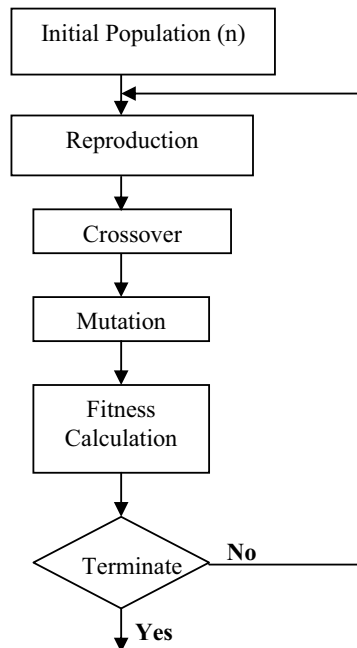 Initial Population (n)
Reproduction
Crossover
Mutation
Fitness
Calculation
Terminate
No
Yes